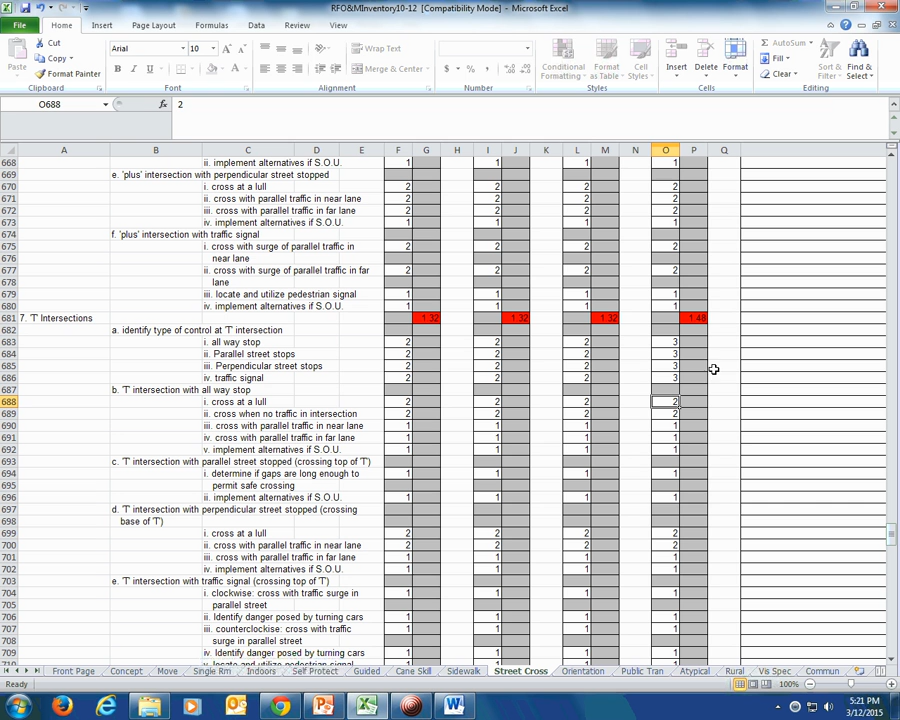 RFO&MInventory10-12 [Compatibility Mode] - Microsoft Excel
File Home Insert Page Layout Formulas Data Review View
Cut
Copy
Format Painter
Paste
Clipboard
Arial 10
B I U
Font
Wrap Text
Merge & Center
Alignment
$ % ,
Number
Conditional Formatting
Format as Table
Cell Styles
Styles
Insert Delete Format
Cells
AutoSum
Fill
Clear
Sort & Filter
Find & Select
Editing
O688 fx 2
A B C D E F G H I J K L M N O P Q
668 ii. implement alternatives if S.O.U. 1 1 1 1
669 e. 'plus' intersection with perpendicular street stopped
670 i. cross at a lull 2 2 2 2
671 ii. cross with parallel traffic in near lane 2 2 2 2
672 iii. cross with parallel traffic in far lane 2 2 2 2
673 iv. implement alternatives if S.O.U. 1 1 1 1
674 f. 'plus' intersection with traffic signal
675 i. cross with surge of parallel traffic in 2 2 2 2
676 near lane
677 ii. cross with surge of parallel traffic in far 2 2 2 2
678 lane
679 iii. locate and utilize pedestrian signal 1 1 1 1
680 iv. implement alternatives if S.O.U. 1 1 1 1
681 7. 'T' Intersections 1.32 1.32 1.32 1.48
682 a. identify type of control at 'T' intersection
683 i. all way stop 2 2 2 3
684 ii. Parallel street stops 2 2 2 3
685 iii. Perpendicular street stops 2 2 2 3
686 iv. traffic signal 2 2 2 3
687 b. 'T' intersection with all way stop
688 i. cross at a lull 2 2 2 2
689 ii. cross when no traffic in intersection 2 2 2 2
690 iii. cross with parallel traffic in near lane 1 1 1 1
691 iv. cross with parallel traffic in far lane 1 1 1 1
692 v. implement alternatives if S.O.U. 1 1 1 1
693 c. 'T' intersection with parallel street stopped (crossing top of 'T')
694 i. determine if gaps are long enough to 1 1 1 1
695 permit safe crossing
696 ii. implement alternatives if S.O.U. 1 1 1 1
697 d. 'T' intersection with perpendicular street stopped (crossing
698 base of 'T')
699 i. cross at a lull 2 2 2 2
700 ii. cross with parallel traffic in near lane 2 2 2 2
701 iii. cross with parallel traffic in far lane 1 1 1 1
702 iv. implement alternatives if S.O.U. 1 1 1 1
703 e. 'T' intersection with traffic signal (crossing top of 'T')
704 i. clockwise: cross with traffic surge in 1 1 1 1
705 parallel street
706 ii. Identify danger posed by turning cars 1 1 1 1
707 iii. counterclockise: cross with traffic 1 1 1 1
708 surge in parallel street
709 iv. Identify danger posed by turning cars 1 1 1 1
710 v. locate and utilize pedestrian signal 1 1 1 1
Front Page Concept Move Single Rm Indoors Self Protect Guided Cane Skill Sidewalk Street Cross Orientation Public Tran Atypical Rural Vis Spec Commun
Ready 100%
5:21 PM
3/12/2015